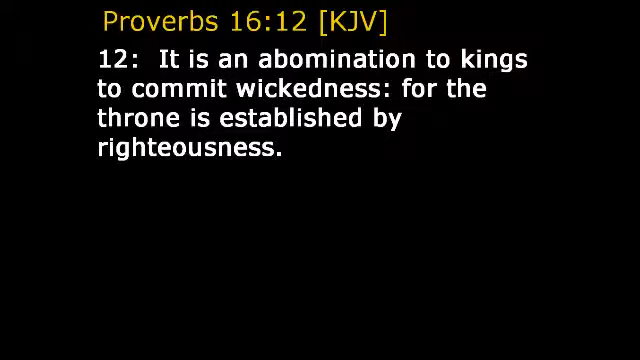 Proverbs 16:12 [KJV]
12:  It is an abomination to kings
to commit wickedness: for the
throne is established by
righteousness.